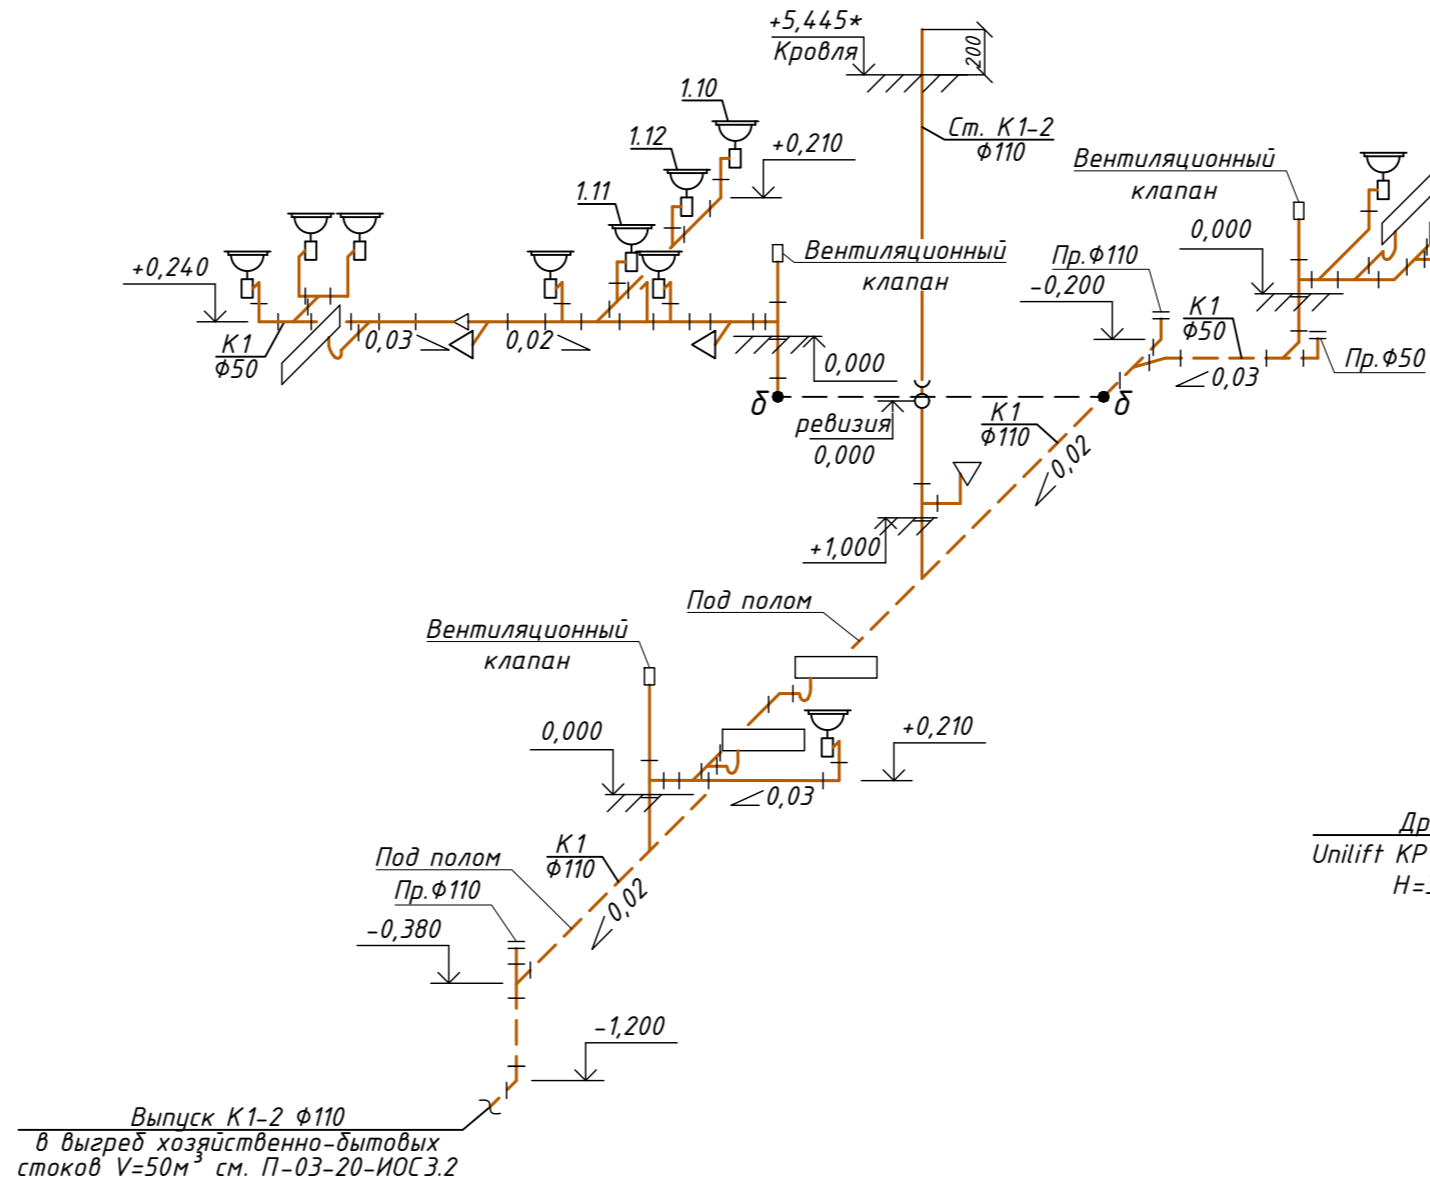 +5,445*
Кровля
200
Ст. К1-2
Ф110
1.10
1.12
+0,210
1.11
Вентиляционный
клапан
Вентиляционный
клапан
0,000
Пр.Ф110
-0,200
К1
Ф50
Пр.Ф50
0,03
+0,240
К1
Ф50
0,03
0,02
0,000
б
б
ревизия
0,000
К1
Ф110
0,02
+1,000
Под полом
Вентиляционный
клапан
0,000
+0,210
0,03
К1
Ф110
Под полом
0,02
Пр.Ф110
-0,380
-1,200
Др
Unilift KP
H=
Выпуск К1-2 Ф110
в выгреб хозяйственно-бытовых
стоков V=50м³ см. П-03-20-ИОС3.2